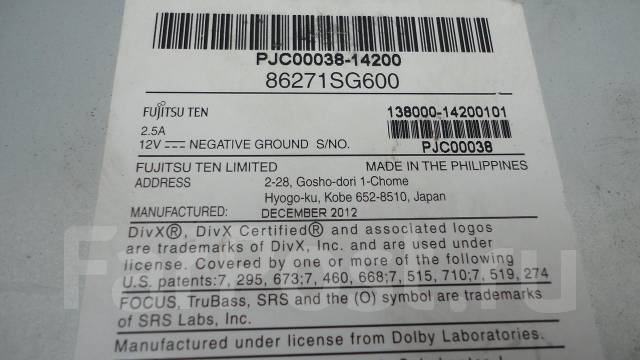 PJC00038-14200
86271SG600
FUJITSU TEN
138000-14200101
2.5A
12V NEGATIVE GROUND S/NO.
PJC00038
FUJITSU TEN LIMITED MADE IN THE PHILIPPINES
ADDRESS 2-28, Gosho-dori 1-Chome
Hyogo-ku, Kobe 652-8510, Japan
MANUFACTURED: DECEMBER 2012
DivX®, DivX Certified® and associated logos
are trademarks of DivX, Inc. and are used under
license. Covered by one or more of the following
U.S. patents:7, 295, 673;7, 460, 668;7, 515, 710;7, 519, 274
FOCUS, TruBass, SRS and the (O) symbol are trademarks
of SRS Labs, Inc.
Manufactured under license from Dolby Laboratories.